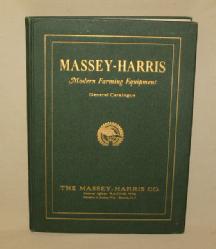 MASSEY-HARRIS
Modern Farming Equipment
General Catalogue
THE MASSEY-HARRIS CO.